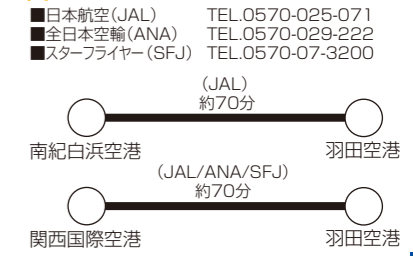 ■日本航空(JAL) TEL.0570-025-071
■全日本空輸(ANA) TEL.0570-029-222
■スターフライヤー(SFJ) TEL.0570-07-3200
(JAL)
約70分
南紀白浜空港 羽田空港
(JAL/ANA/SFJ)
約70分
関西国際空港 羽田空港